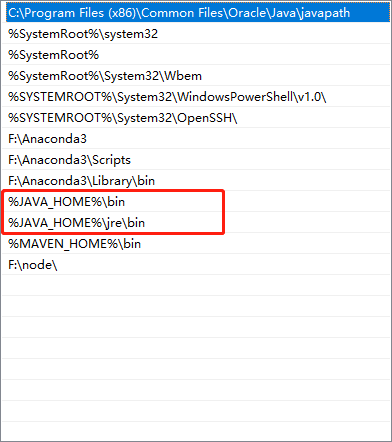 C:\Program Files (x86)\Common Files\Oracle\Java\javapath
%SystemRoot%\system32
%SystemRoot%
%SystemRoot%\System32\Wbem
%SYSTEMROOT%\System32\WindowsPowerShell\v1.0\
%SYSTEMROOT%\System32\OpenSSH\
F:\Anaconda3
F:\Anaconda3\Scripts
F:\Anaconda3\Library\bin
%JAVA_HOME%\bin
%JAVA_HOME%\jre\bin
%MAVEN_HOME%\bin
F:\node\